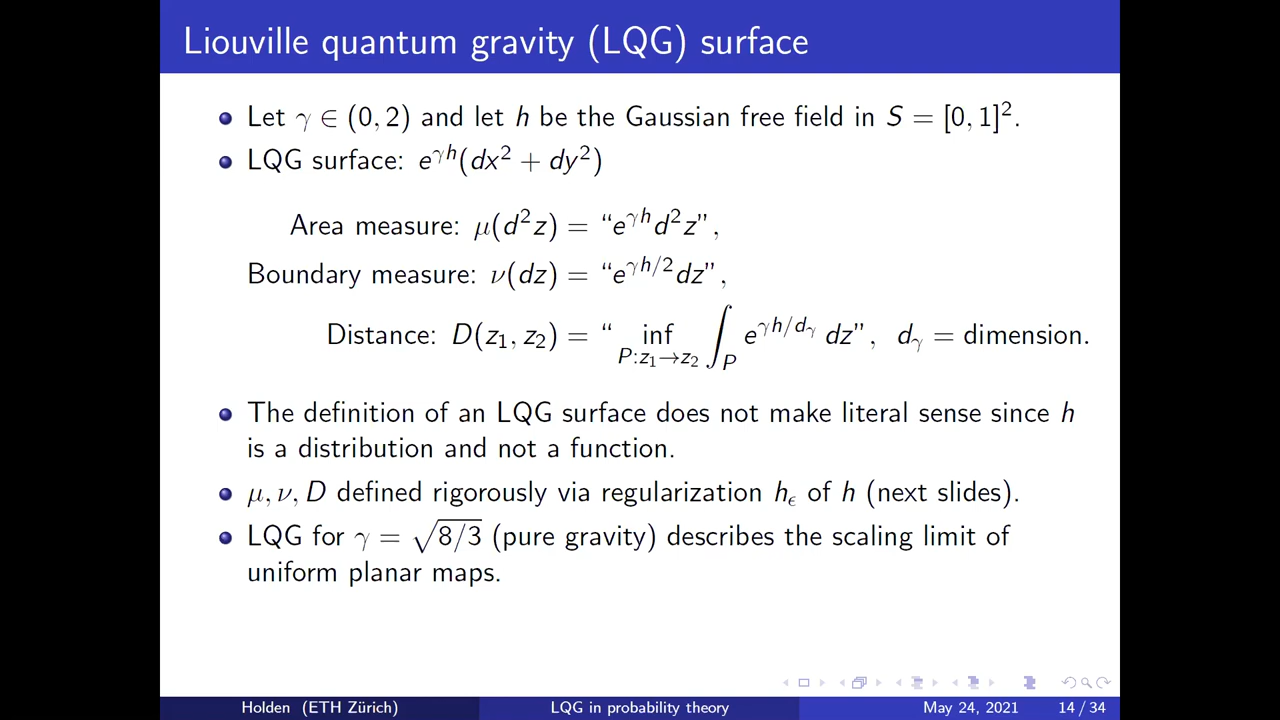 Liouville quantum gravity (LQG) surface
Let γ ∈ (0, 2) and let h be the Gaussian free field in S = [0, 1]².
LQG surface: e^{γh}(dx² + dy²)
Area measure: μ(d²z) = “e^{γh}d²z”,
Boundary measure: ν(dz) = “e^{γh/2}dz”,
Distance: D(z₁, z₂) = “ inf_{P:z₁→z₂} ∫_P e^{γh/d_γ} dz”, d_γ = dimension.
The definition of an LQG surface does not make literal sense since h
is a distribution and not a function.
μ, ν, D defined rigorously via regularization h_ϵ of h (next slides).
LQG for γ = √(8/3) (pure gravity) describes the scaling limit of
uniform planar maps.
Holden (ETH Zürich) LQG in probability theory May 24, 2021 14 / 34